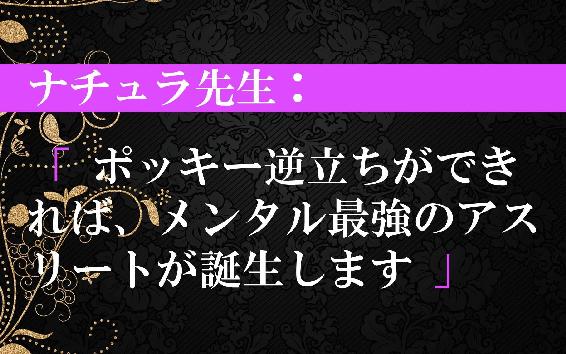 ナチュラ先生：
「 ポッキー逆立ちができ
れば、メンタル最強のアス
リートが誕生します 」